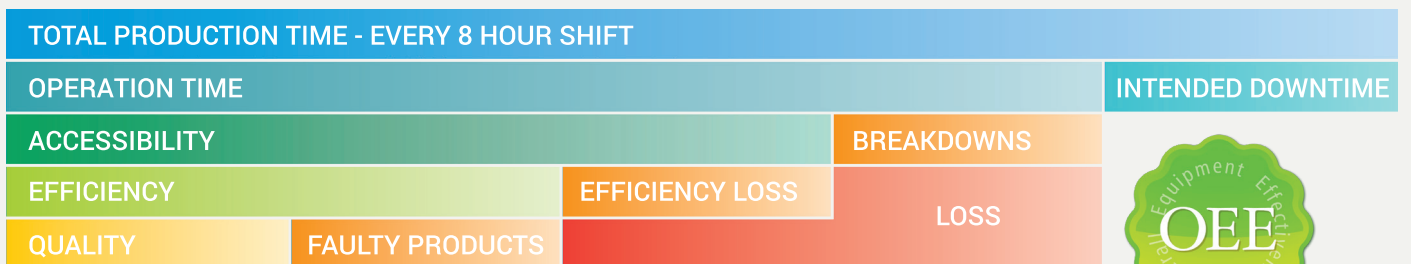 TOTAL PRODUCTION TIME - EVERY 8 HOUR SHIFT
OPERATION TIME
INTENDED DOWNTIME
ACCESSIBILITY
BREAKDOWNS
EFFICIENCY
EFFICIENCY LOSS
LOSS
QUALITY
FAULTY PRODUCTS
Equipment
OEE